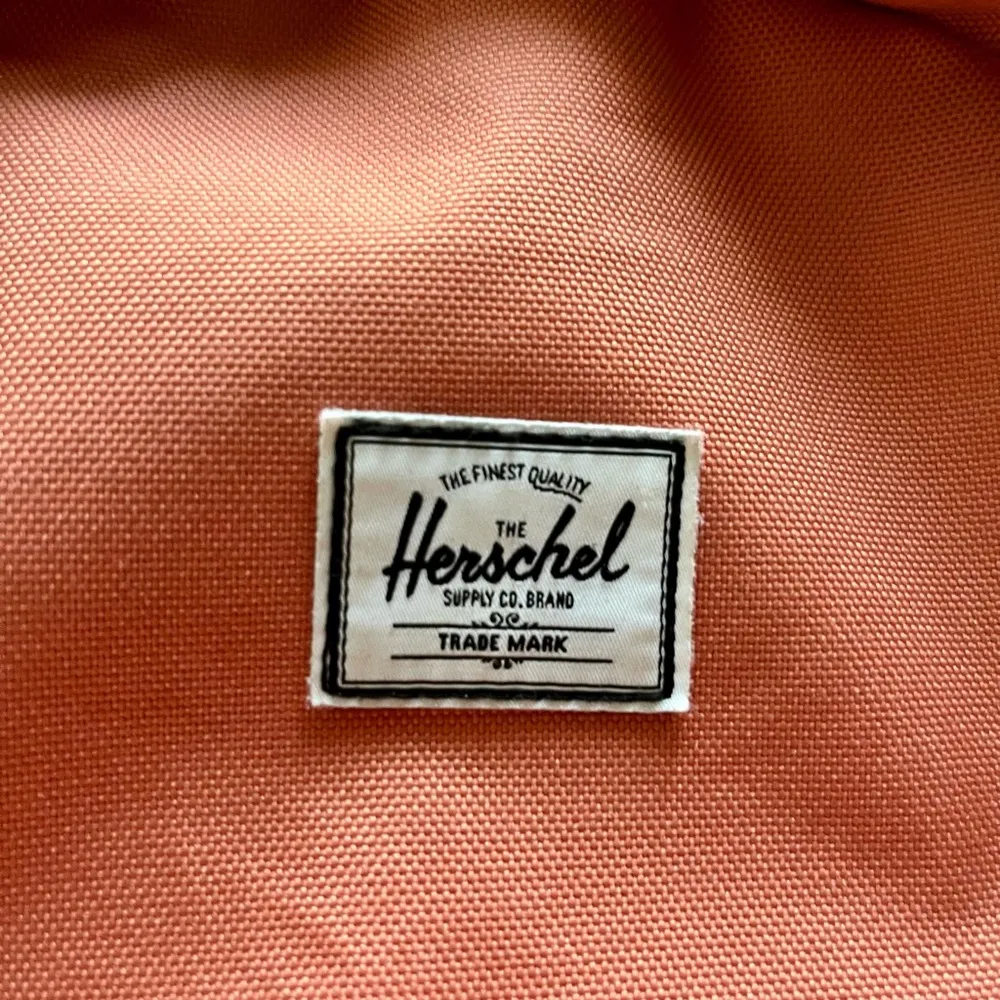 THE FINEST QUALITY
THE
Herschel
SUPPLY CO. BRAND
TRADE MARK